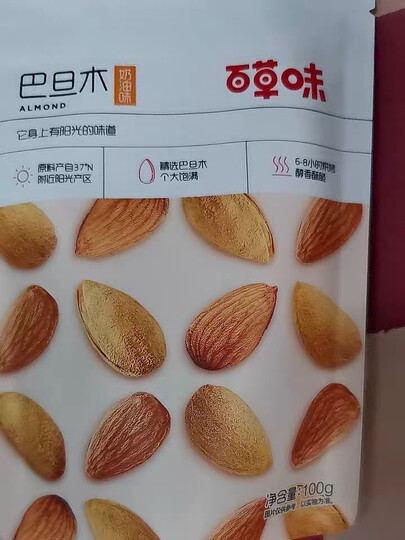 巴旦木
奶油味
ALMOND
百草味
它身上有阳光的味道
原料产自37°N
附近阳光产区
精选巴旦木
个大饱满
6-8小时烘烤
醇香酥脆
净含量:100g
图片仅供参考,以实物为准。